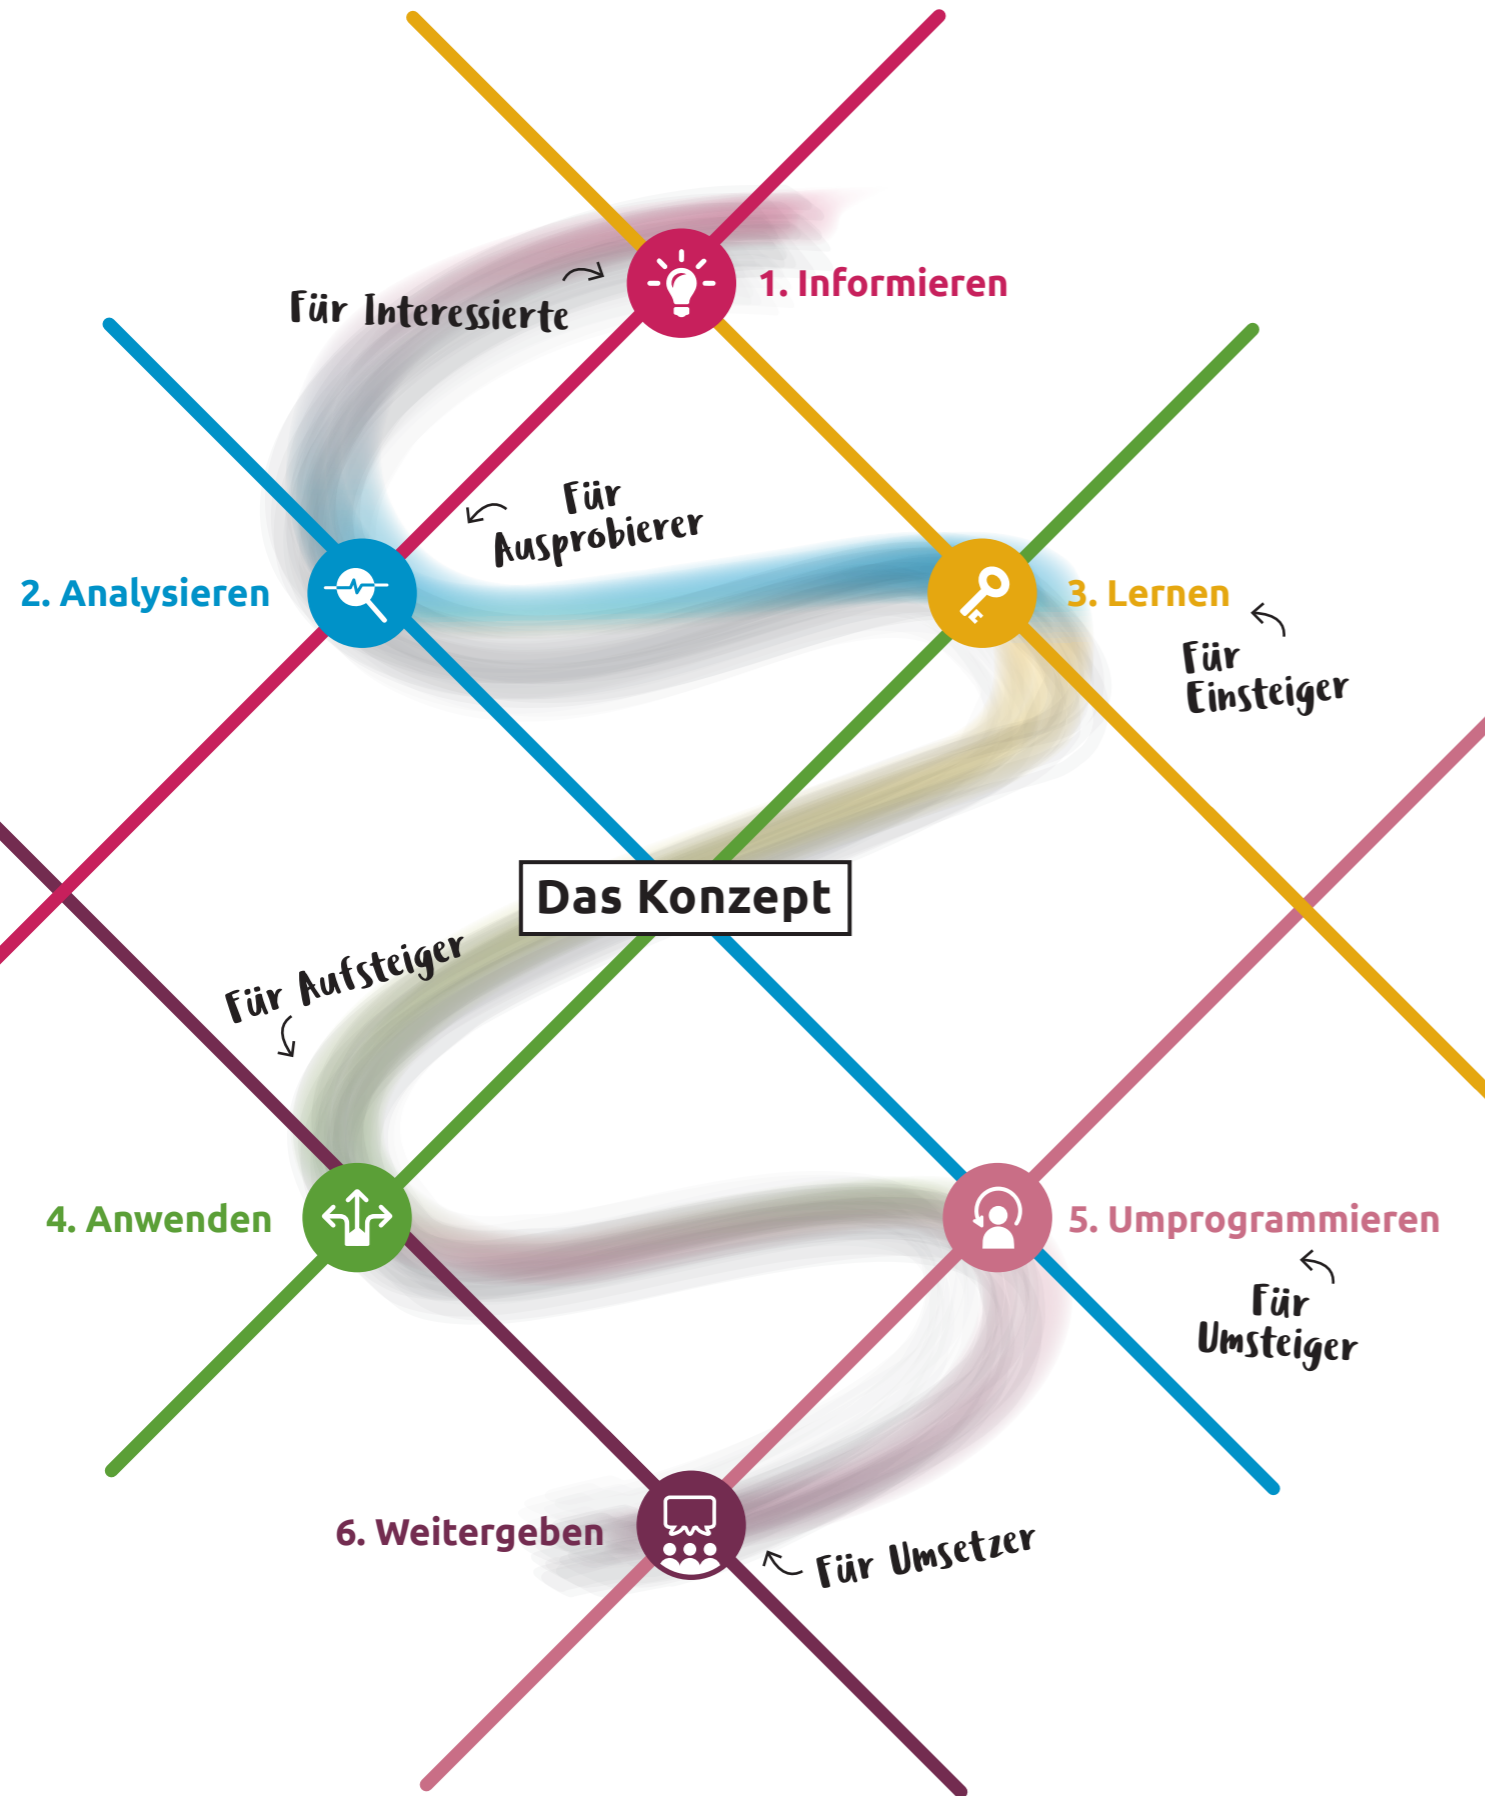 Für Interessierte
1. Informieren
Für
Ausprobierer
2. Analysieren
3. Lernen
Für
Einsteiger
Das Konzept
Für Aufsteiger
4. Anwenden
5. Umprogrammieren
Für
Umsteiger
6. Weitergeben
Für Umsetzer